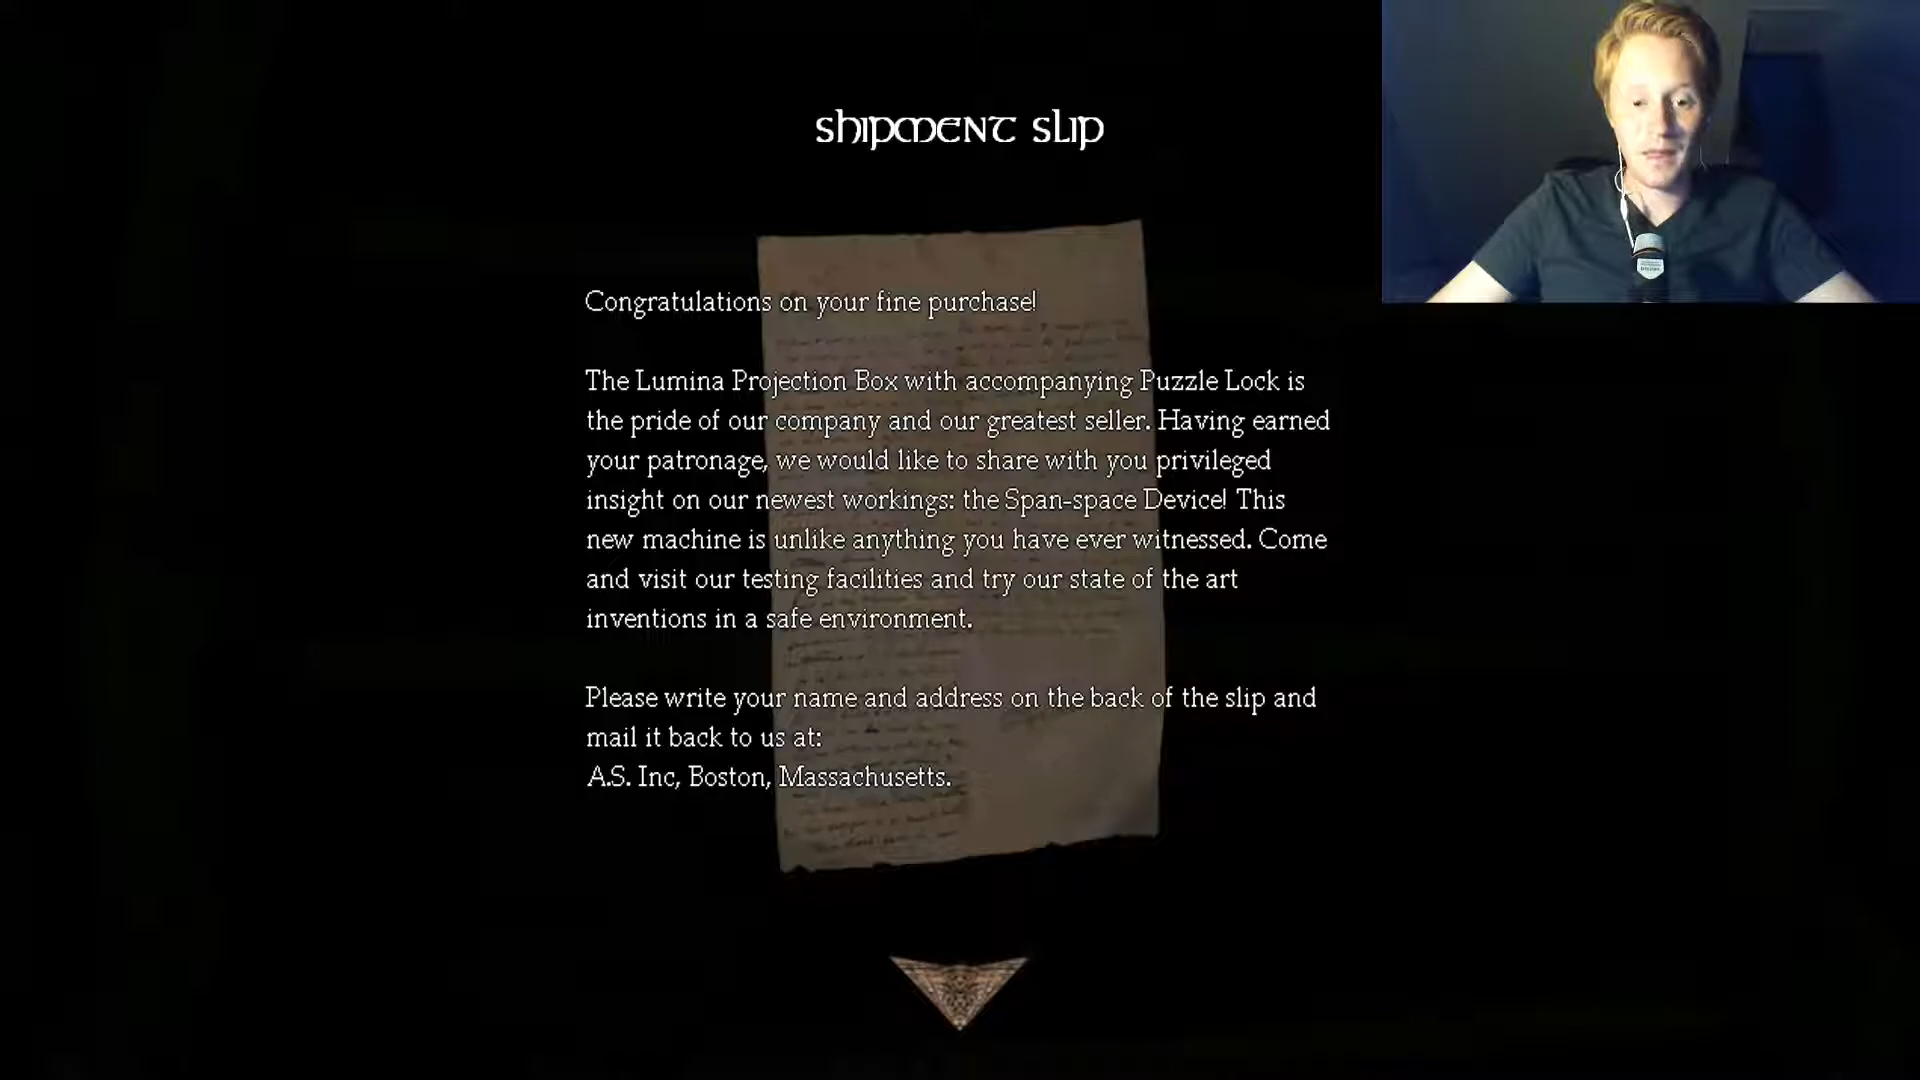 Shipment Slip
Congratulations on your fine purchase!
The Lumina Projection Box with accompanying Puzzle Lock is
the pride of our company and our greatest seller. Having earned
your patronage, we would like to share with you privileged
insight on our newest workings: the Span-space Device! This
new machine is unlike anything you have ever witnessed. Come
and visit our testing facilities and try our state of the art
inventions in a safe environment.
Please write your name and address on the back of the slip and
mail it back to us at:
A.S. Inc, Boston, Massachusetts.